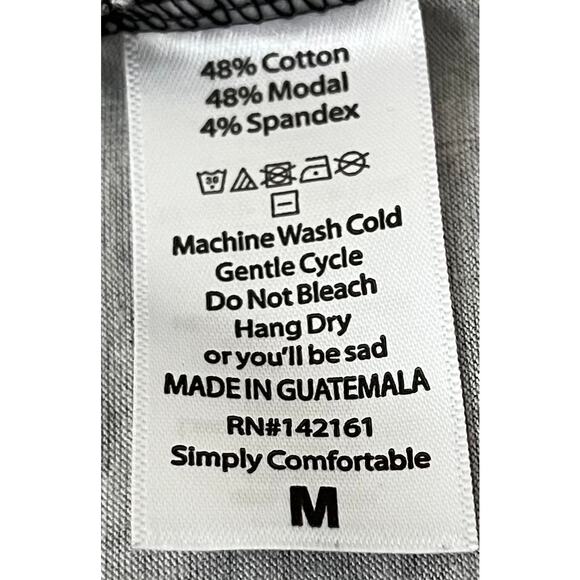 48% Cotton
48% Modal
4% Spandex
30
Machine Wash Cold
Gentle Cycle
Do Not Bleach
Hang Dry
or you'll be sad
MADE IN GUATEMALA
RN#142161
Simply Comfortable
M